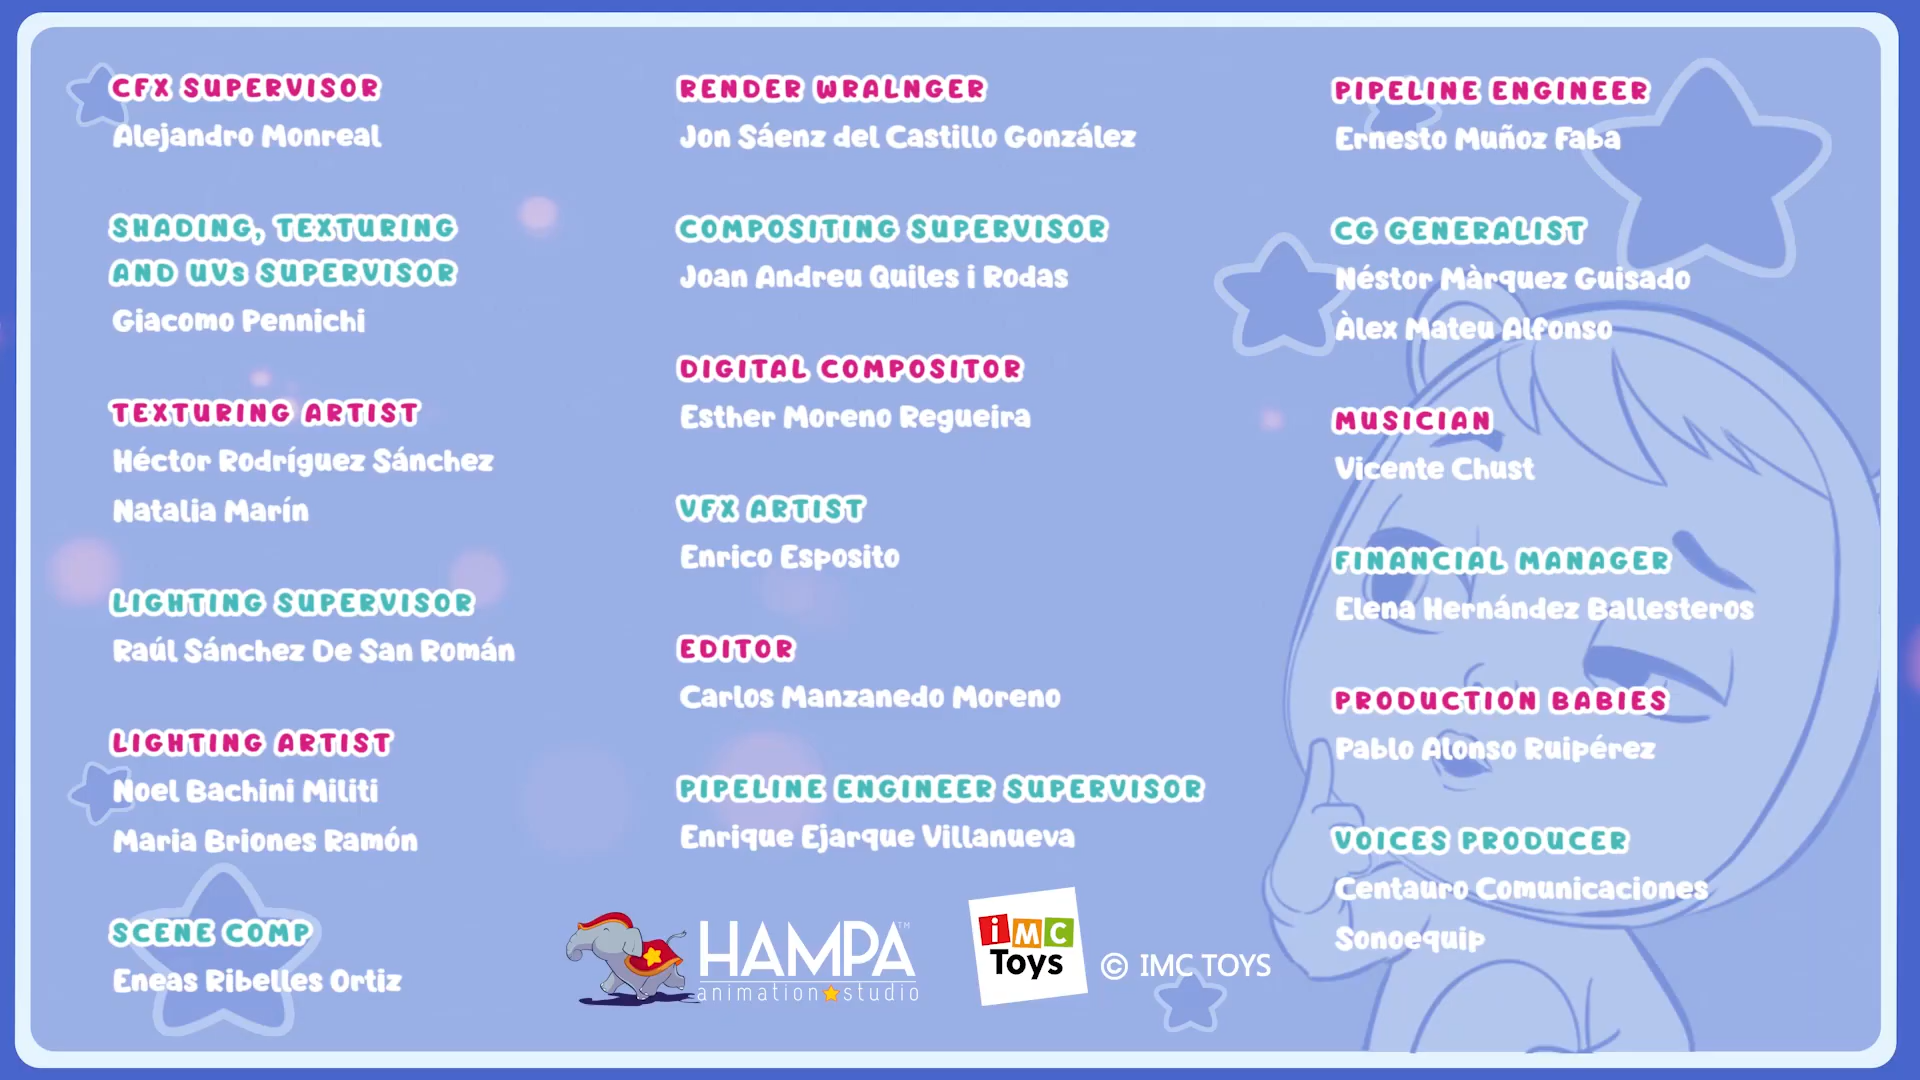 CFX SUPERVISOR
Alejandro Monreal
SHADING, TEXTURING
AND UVs SUPERVISOR
Giacomo Pennichi
TEXTURING ARTIST
Héctor Rodríguez Sánchez
Natalia Marín
LIGHTING SUPERVISOR
Raúl Sánchez De San Román
LIGHTING ARTIST
Noel Bachini Militi
Maria Briones Ramón
SCENE COMP
Eneas Ribelles Ortiz
RENDER WRALNGER
Jon Sáenz del Castillo González
COMPOSITING SUPERVISOR
Joan Andreu Quiles i Rodas
DIGITAL COMPOSITOR
Esther Moreno Regueira
VFX ARTIST
Enrico Esposito
EDITOR
Carlos Manzanedo Moreno
PIPELINE ENGINEER SUPERVISOR
Enrique Ejarque Villanueva
HAMPA™
animation studio
iMC
Toys
© IMC TOYS
PIPELINE ENGINEER
Ernesto Muñoz Faba
CG GENERALIST
Néstor Màrquez Guisado
Àlex Mateu Alfonso
MUSICIAN
Vicente Chust
FINANCIAL MANAGER
Elena Hernández Ballesteros
PRODUCTION BABIES
Pablo Alonso Ruipérez
VOICES PRODUCER
Centauro Comunicaciones
Sonoequip